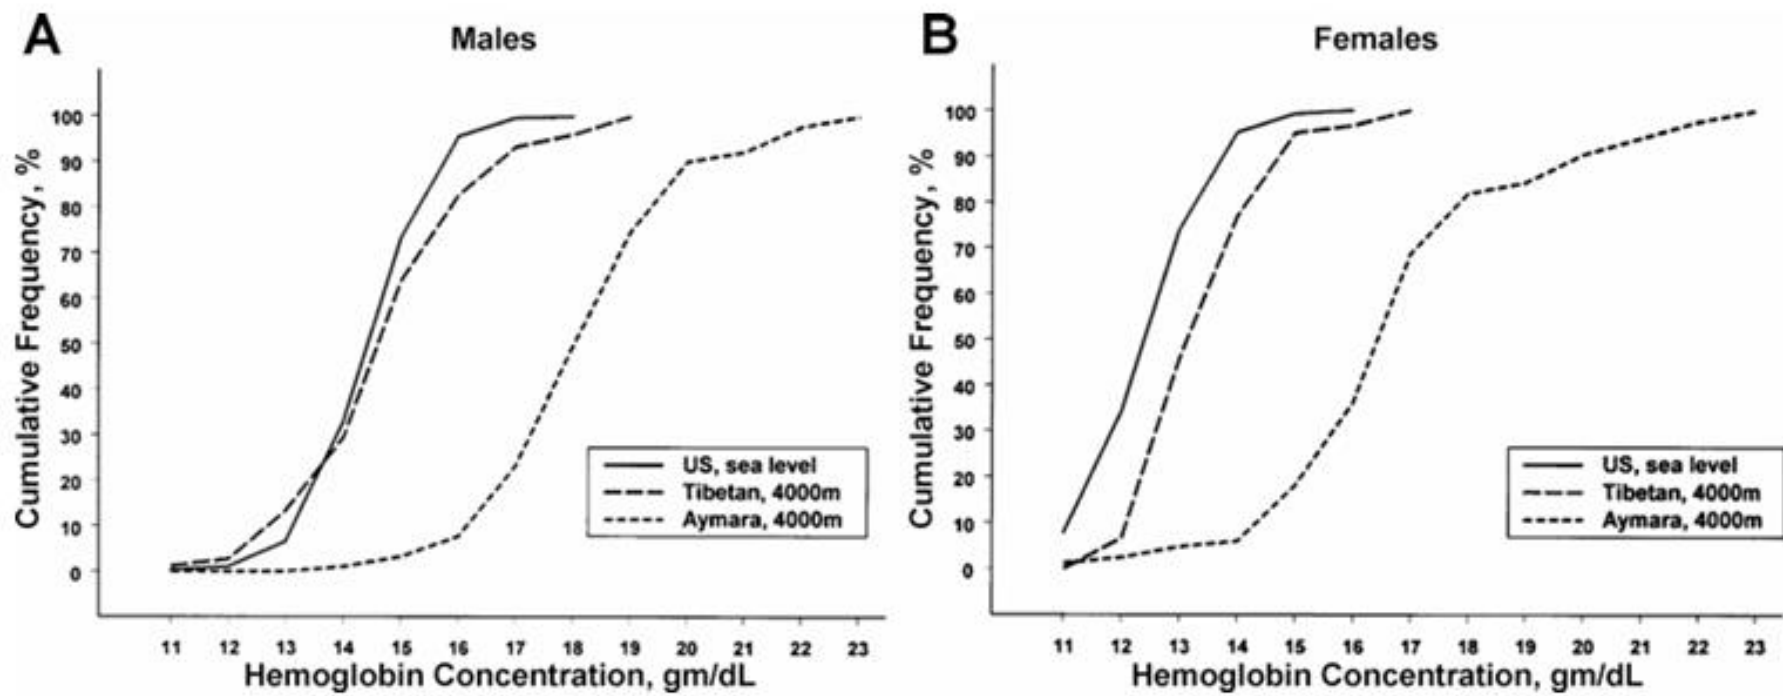 A
Males
100
90
80
70
60
50
40
30
20
10
0
Cumulative Frequency, %
US, sea level
Tibetan, 4000m
Aymara, 4000m
11 12 13 14 15 16 17 18 19 20 21 22 23
Hemoglobin Concentration, gm/dL
B
Females
100
90
80
70
60
50
40
30
20
10
0
Cumulative Frequency, %
US, sea level
Tibetan, 4000m
Aymara, 4000m
11 12 13 14 15 16 17 18 19 20 21 22 23
Hemoglobin Concentration, gm/dL